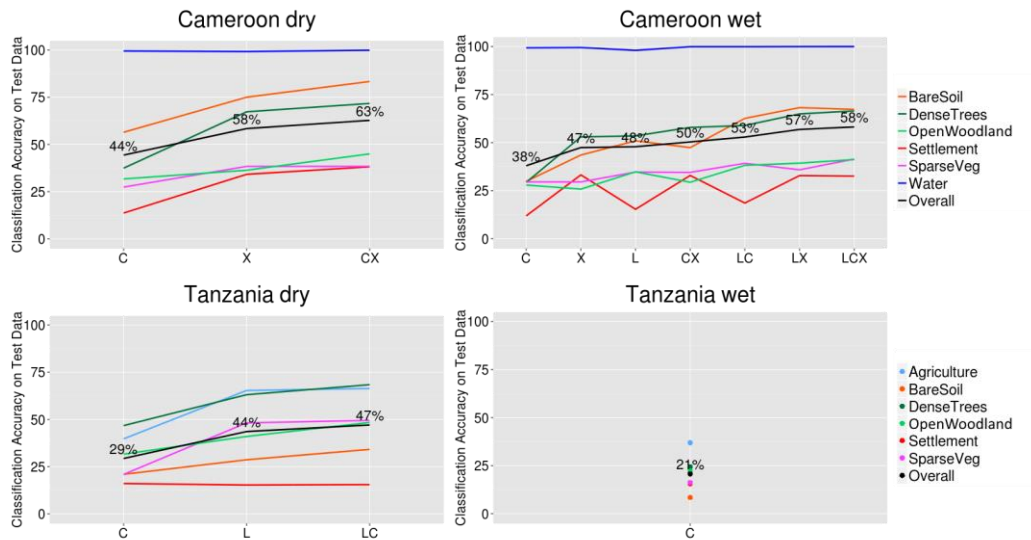 Cameroon dry
Classification Accuracy on Test Data
100
75
50
25
0
44%
58%
63%
C X CX
Cameroon wet
Classification Accuracy on Test Data
100
75
50
25
0
38%
47%
48%
50%
53%
57%
58%
C X L CX LC LX LCX
BareSoil
DenseTrees
OpenWoodland
Settlement
SparseVeg
Water
Overall
Tanzania dry
Classification Accuracy on Test Data
100
75
50
25
0
29%
44%
47%
C L LC
Tanzania wet
Classification Accuracy on Test Data
100
75
50
25
0
21%
C
Agriculture
BareSoil
DenseTrees
OpenWoodland
Settlement
SparseVeg
Overall